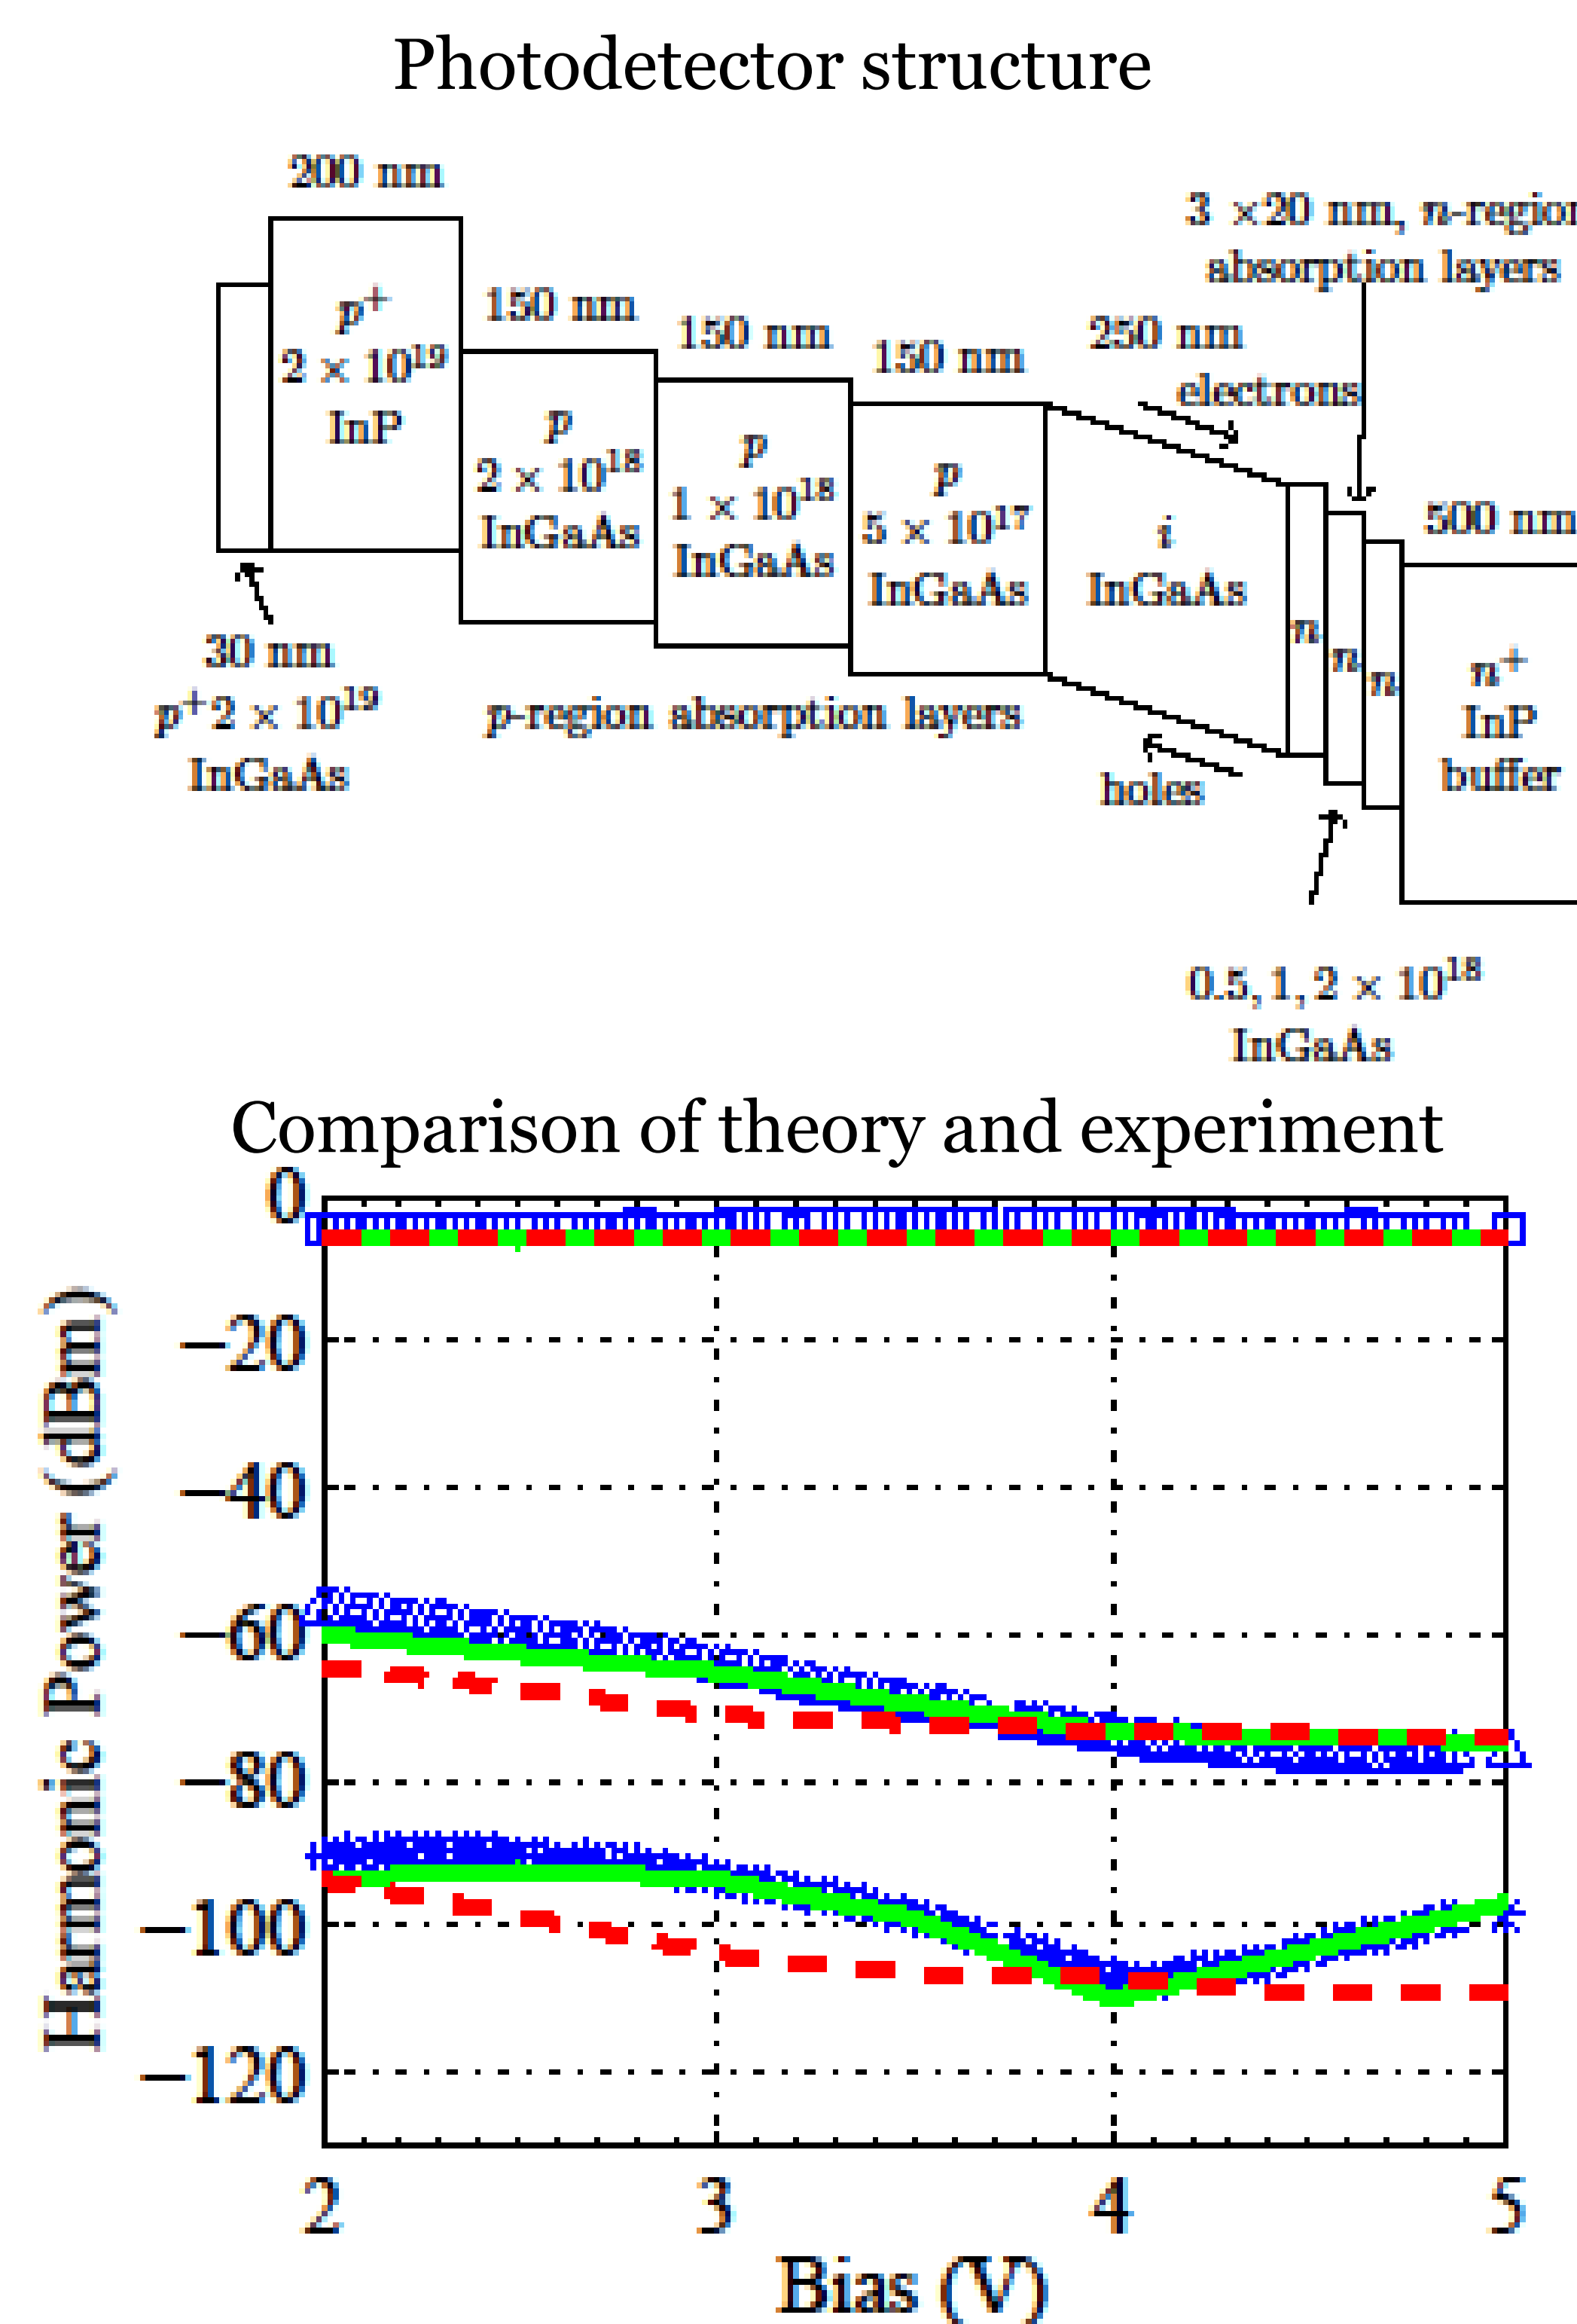 Photodetector structure
200 nm
3 ×20 nm, n-region
absorption layers
150 nm
150 nm
150 nm
250 nm
electrons
p+
2 × 10^19
InP
p
2 × 10^18
InGaAs
p
1 × 10^18
InGaAs
p
5 × 10^17
InGaAs
i
InGaAs
n
n
n
500 nm
n+
InP
buffer
30 nm
p+2 × 10^19
InGaAs
p-region absorption layers
holes
0.5, 1, 2 × 10^18
InGaAs
Comparison of theory and experiment
Harmonic Power (dBm)
0
−20
−40
−60
−80
−100
−120
2 3 4 5
Bias (V)